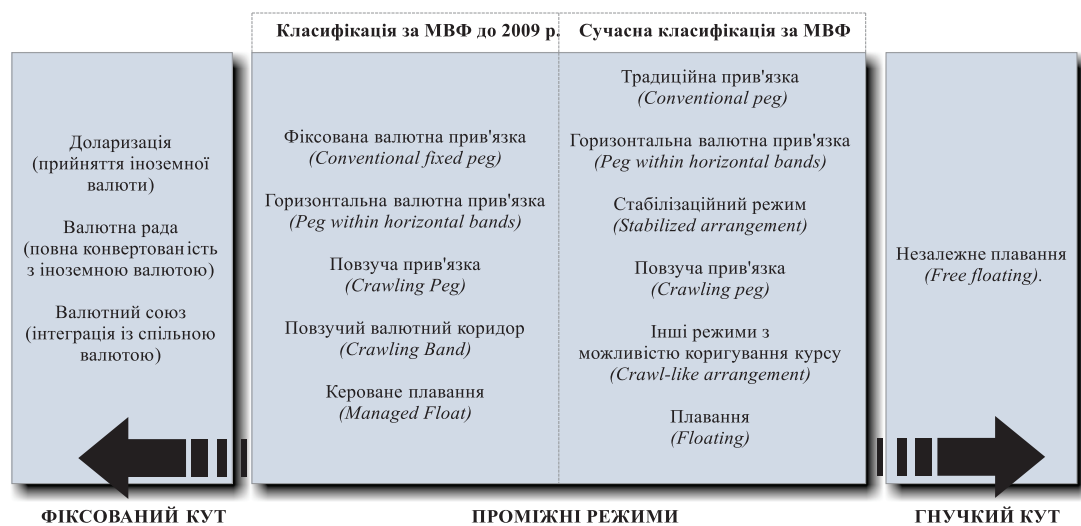 Класифікація за МВФ до 2009 р.
Сучасна класифікація за МВФ
Доларизація
(прийняття іноземної
валюти)
Валютна рада
(повна конвертованість
з іноземною валютою)
Валютний союз
(інтеграція із спільною
валютою)
Фіксована валютна прив'язка
(Conventional fixed peg)
Горизонтальна валютна прив'язка
(Peg within horizontal bands)
Повзуча прив'язка
(Crawling Peg)
Повзучий валютний коридор
(Crawling Band)
Кероване плавання
(Managed Float)
Традиційна прив'язка
(Conventional peg)
Горизонтальна валютна прив'язка
(Peg within horizontal bands)
Стабілізаційний режим
(Stabilized arrangement)
Повзуча прив'язка
(Crawling peg)
Інші режими з
можливістю коригування курсу
(Crawl-like arrangement)
Плавання
(Floating)
Незалежне плавання
(Free floating).
ФІКСОВАНИЙ КУТ
ПРОМІЖНІ РЕЖИМИ
ГНУЧКИЙ КУТ